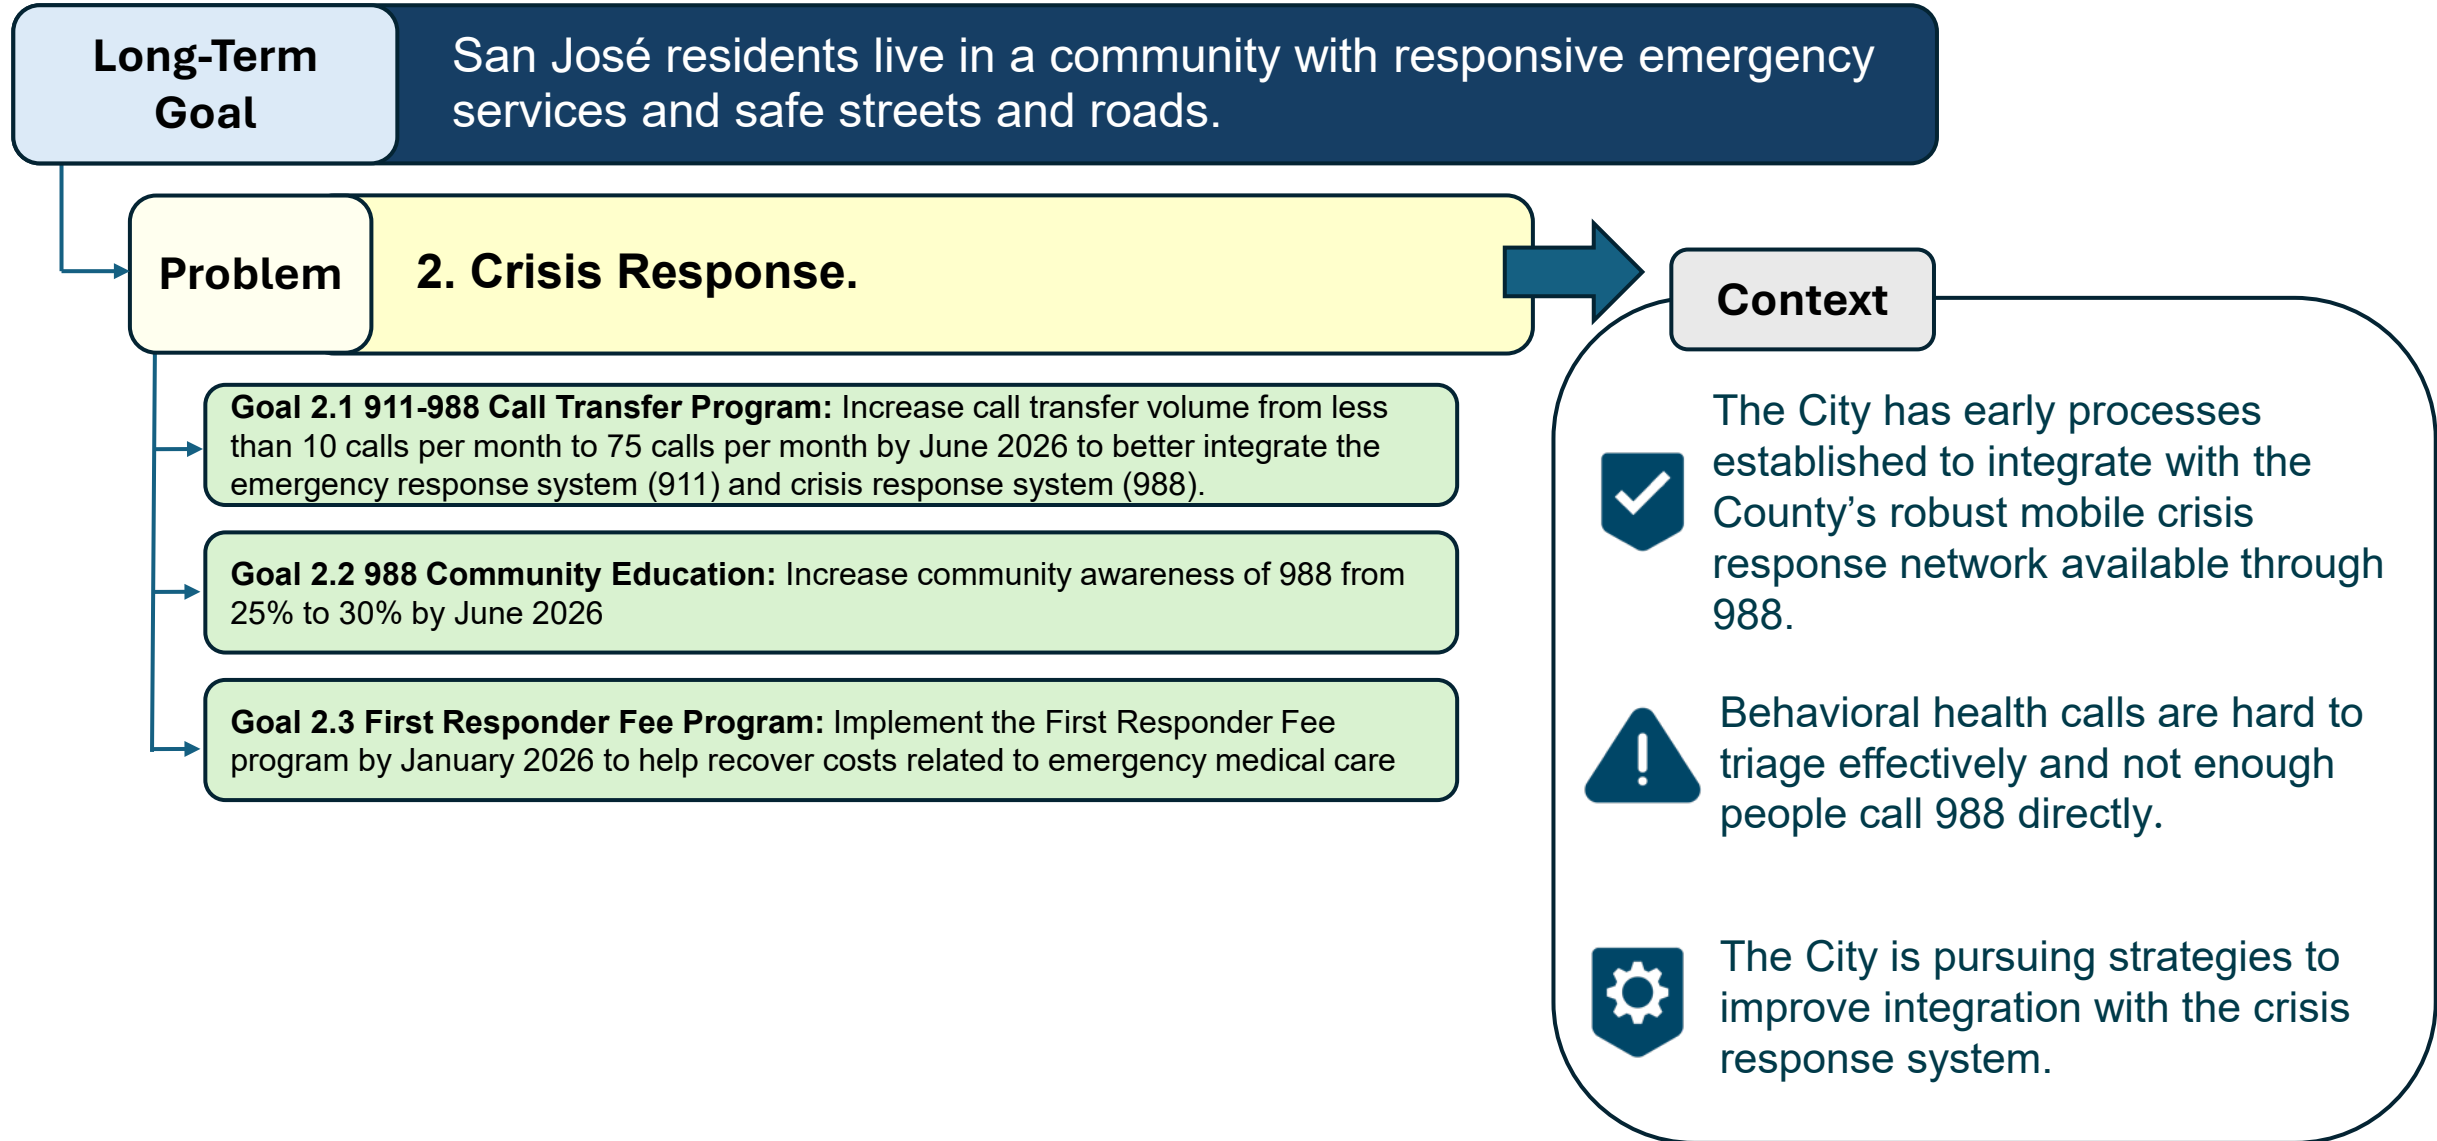 Long-Term
Goal
San José residents live in a community with responsive emergency
services and safe streets and roads.
Problem
2. Crisis Response.
Goal 2.1 911-988 Call Transfer Program: Increase call transfer volume from less
than 10 calls per month to 75 calls per month by June 2026 to better integrate the
emergency response system (911) and crisis response system (988).
Goal 2.2 988 Community Education: Increase community awareness of 988 from
25% to 30% by June 2026
Goal 2.3 First Responder Fee Program: Implement the First Responder Fee
program by January 2026 to help recover costs related to emergency medical care
Context
The City has early processes
established to integrate with the
County’s robust mobile crisis
response network available through
988.
Behavioral health calls are hard to
triage effectively and not enough
people call 988 directly.
The City is pursuing strategies to
improve integration with the crisis
response system.